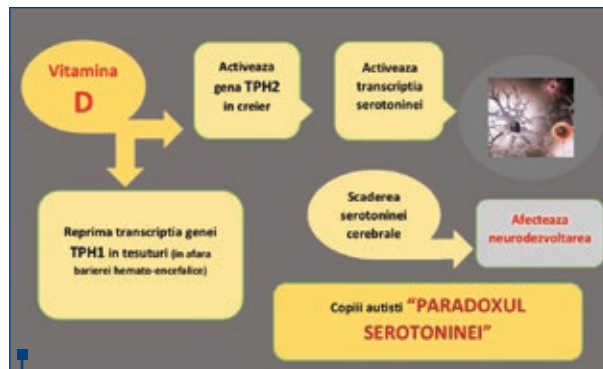 Vitamina
D
Activeaza
gena TPH2
in creier
Activeaza
transcriptia
serotoninei
Reprima transcriptia genei
TPH1 in tesuturi (in afara
barierei hemato-encefalice)
Scaderea
serotoninei
cerebrale
Afecteaza
neurodezvoltarea
Copiii autisti "PARADOXUL
SEROTONINEI"